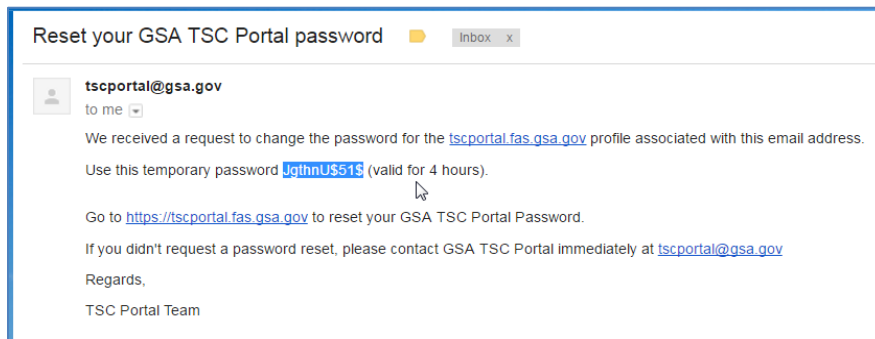 Reset your GSA TSC Portal password Inbox x
tscportal@gsa.gov
to me
We received a request to change the password for the tscportal.fas.gsa.gov profile associated with this email address.
Use this temporary password JgthnU$51$ (valid for 4 hours).
Go to https://tscportal.fas.gsa.gov to reset your GSA TSC Portal Password.
If you didn't request a password reset, please contact GSA TSC Portal immediately at tscportal@gsa.gov
Regards,
TSC Portal Team